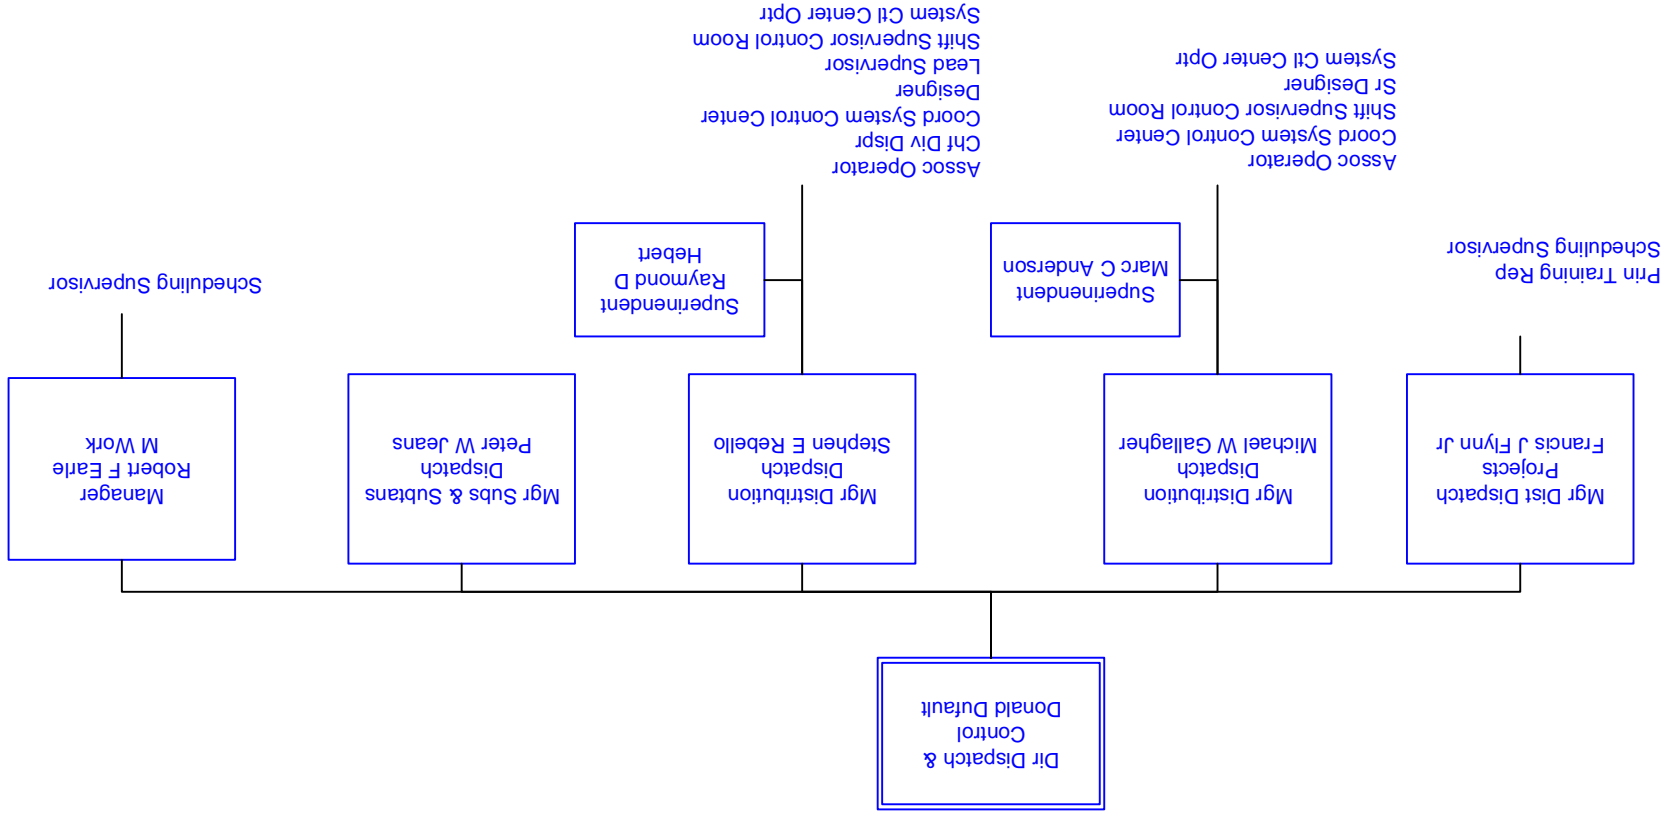 Dir Dispatch &
Control
Donald Dufault
Mgr Dist Dispatch
Projects
Francis J Flynn Jr
Mgr Distribution
Dispatch
Michael W Gallagher
Mgr Distribution
Dispatch
Stephen E Rebello
Mgr Subs & Subtans
Dispatch
Peter W Jeans
Manager
Robert F Earle
M Work
Prin Training Rep
Scheduling Supervisor
Superinendent
Marc C Anderson
Superinendent
Raymond D
Hebert
Scheduling Supervisor
Assoc Operator
Coord System Control Center
Shift Supervisor Control Room
Sr Designer
System Ctl Center Optr
Assoc Operator
Chf Div Dispr
Coord System Control Center
Designer
Lead Supervisor
Shift Supervisor Control Room
System Ctl Center Optr